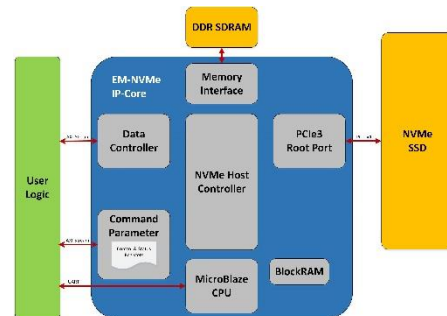 DDR SDRAM
EM-NVMe
IP-Core
Memory
Interface
Data
Controller
PCIe3
Root Port
NVMe Host
Controller
NVMe
SSD
User
Logic
Command
Parameter
MicroBlaze
CPU
BlockRAM